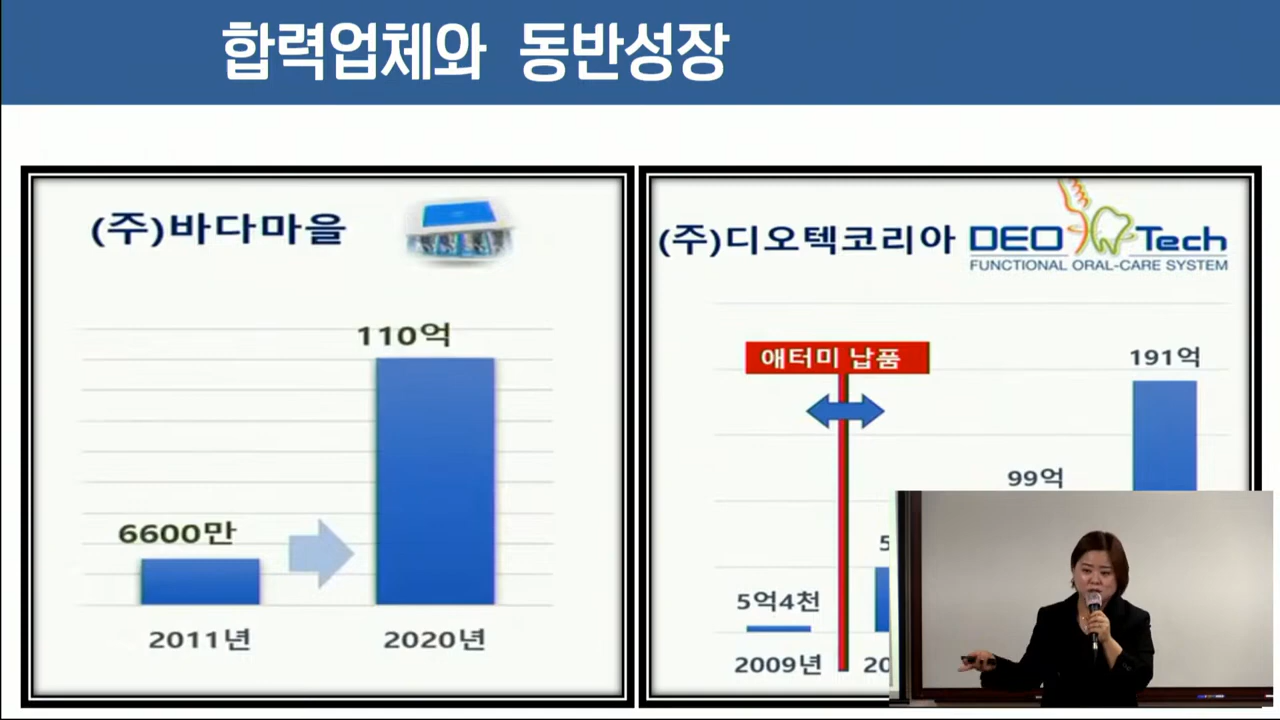 합력업체와 동반성장
(주)바다마을
110억
6600만
2011년
2020년
(주)디오텍코리아
DEO Tech
FUNCTIONAL ORAL-CARE SYSTEM
애터미 납품
191억
99억
5
5억4천
2009년
20